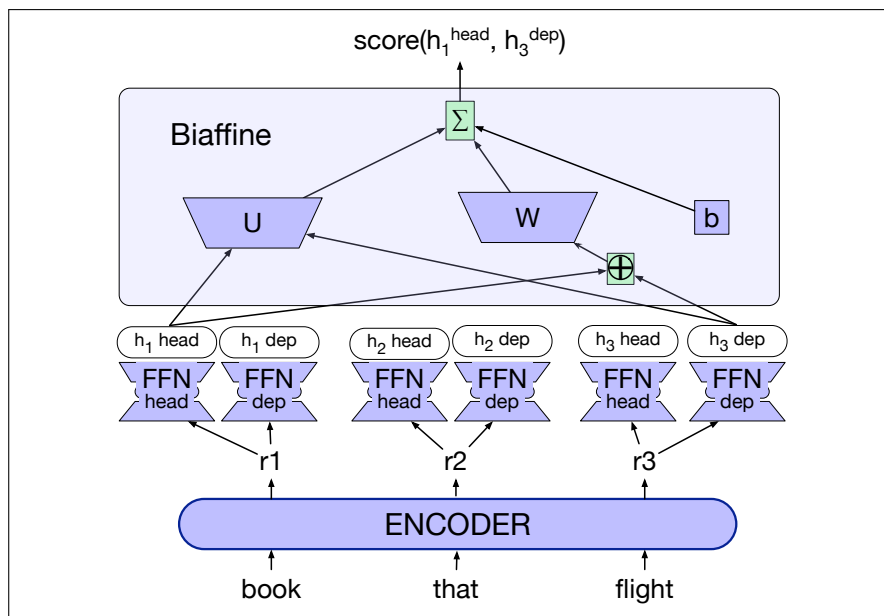 score(h₁ʰᵉᵃᵈ, h₃ᵈᵉᵖ)
Σ
Biaffine
U W b
⊕
h₁ head h₁ dep h₂ head h₂ dep h₃ head h₃ dep
FFN FFN FFN FFN FFN FFN
head dep head dep head dep
r1 r2 r3
ENCODER
book that flight